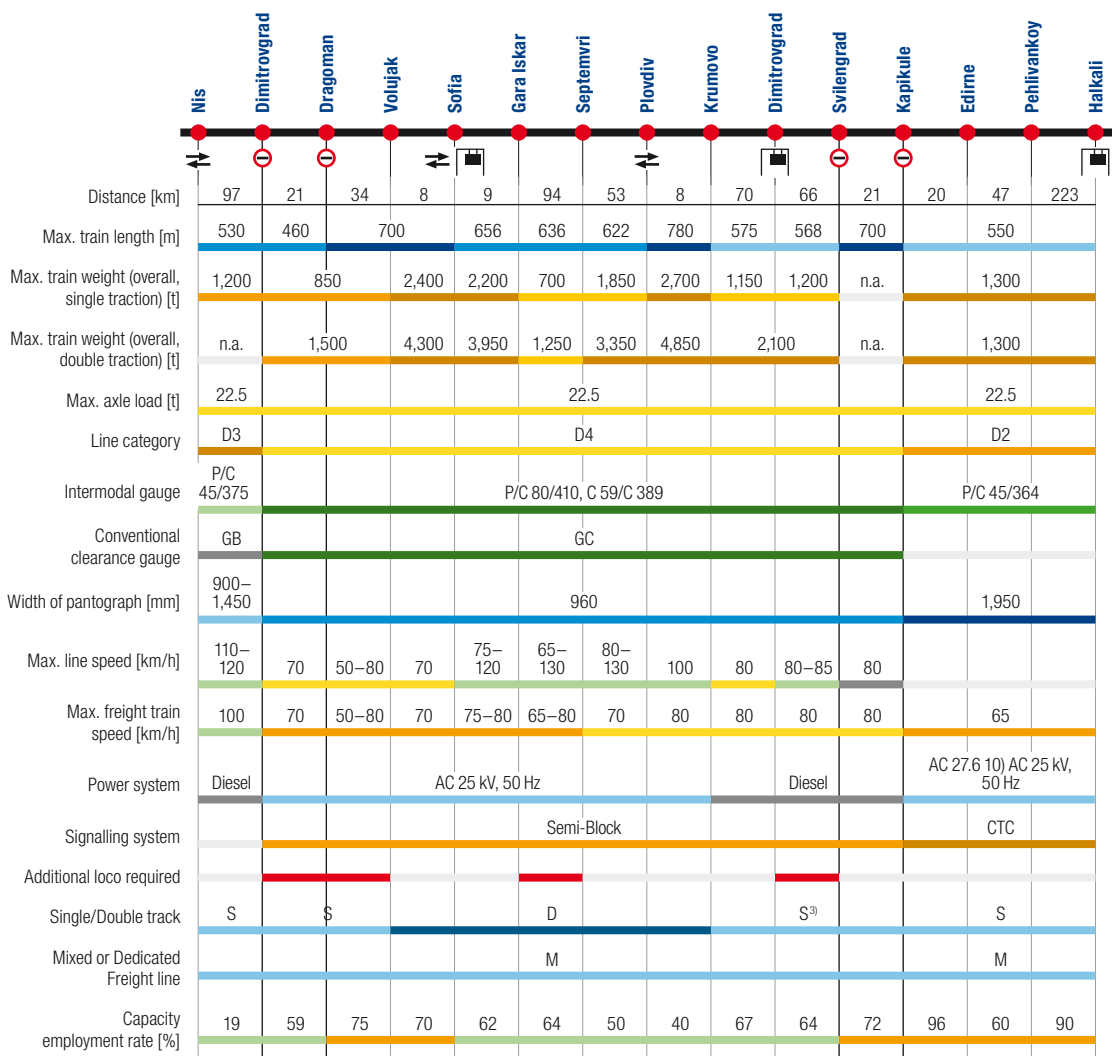 Nis
Dimitrovgrad
Dragoman
Volujak
Sofia
Gara Iskar
Septemvri
Plovdiv
Krumovo
Dimitrovgrad
Svilengrad
Kapikule
Edirne
Pehlivankoy
Halkali
Distance [km] 97 21 34 8 9 94 53 8 70 66 21 20 47 223
Max. train length [m] 530 460 700 656 636 622 780 575 568 700 550
Max. train weight (overall,
single traction) [t] 1,200 850 2,400 2,200 700 1,850 2,700 1,150 1,200 n.a. 1,300
Max. train weight (overall,
double traction) [t] n.a. 1,500 4,300 3,950 1,250 3,350 4,850 2,100 n.a. 1,300
Max. axle load [t] 22.5 22.5 22.5
Line category D3 D4 D2
P/C
Intermodal gauge 45/375 P/C 80/410, C 59/C 389 P/C 45/364
Conventional
clearance gauge GB GC
900–
Width of pantograph [mm] 1,450 960 1,950
110– 75– 65– 80–
Max. line speed [km/h] 120 70 50–80 70 120 130 130 100 80 80–85 80
Max. freight train
speed [km/h] 100 70 50–80 70 75–80 65–80 70 80 80 80 80 65
AC 27.6 10) AC 25 kV,
Power system Diesel AC 25 kV, 50 Hz Diesel 50 Hz
Signalling system Semi-Block CTC
Additional loco required
Single/Double track S S D S3) S
Mixed or Dedicated
Freight line M M
Capacity
employment rate [%] 19 59 75 70 62 64 50 40 67 64 72 96 60 90